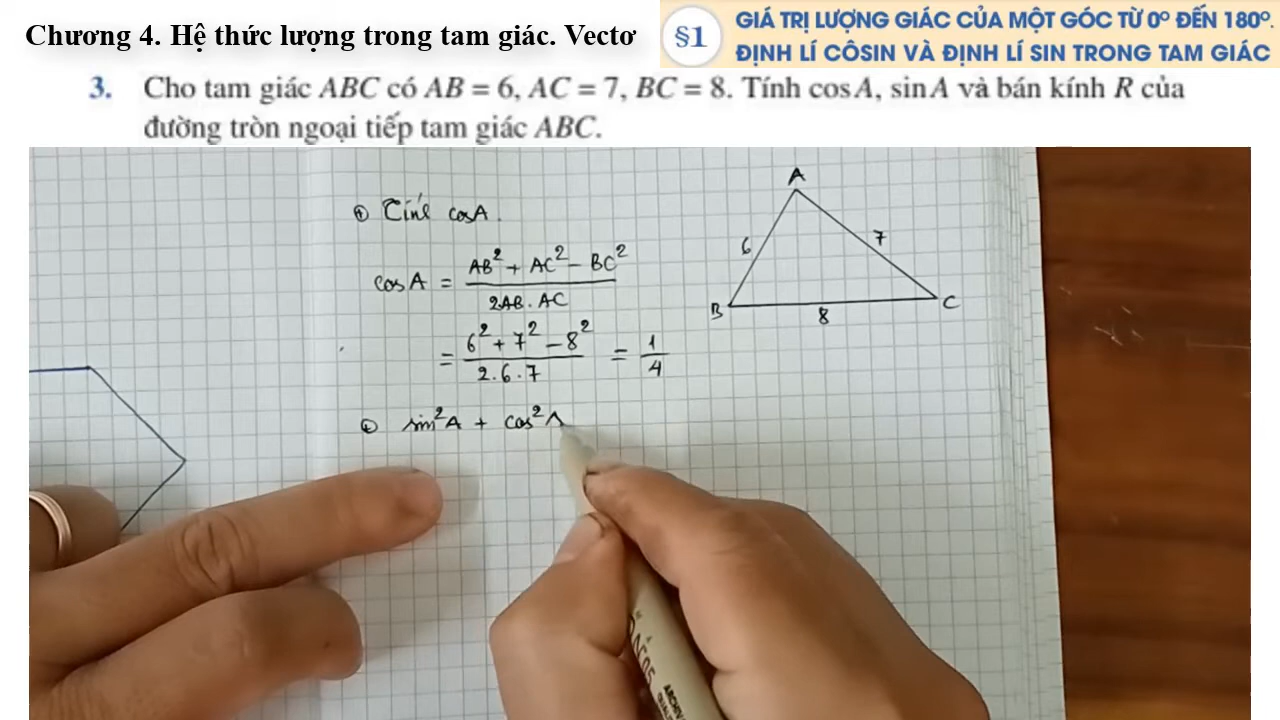 Chương 4. Hệ thức lượng trong tam giác. Vectơ
§1
GIÁ TRỊ LƯỢNG GIÁC CỦA MỘT GÓC TỪ 0° ĐẾN 180°.
ĐỊNH LÍ CÔSIN VÀ ĐỊNH LÍ SIN TRONG TAM GIÁC
3. Cho tam giác ABC có AB = 6, AC = 7, BC = 8. Tính cos A, sin A và bán kính R của
đường tròn ngoại tiếp tam giác ABC.
A
6
7
B
8
C
+ Tính cosA.
cosA = (AB² + AC² - BC²) / (2AB.AC)
= (6² + 7² - 8²) / (2.6.7) = 1/4
+ sin²A + cos²A